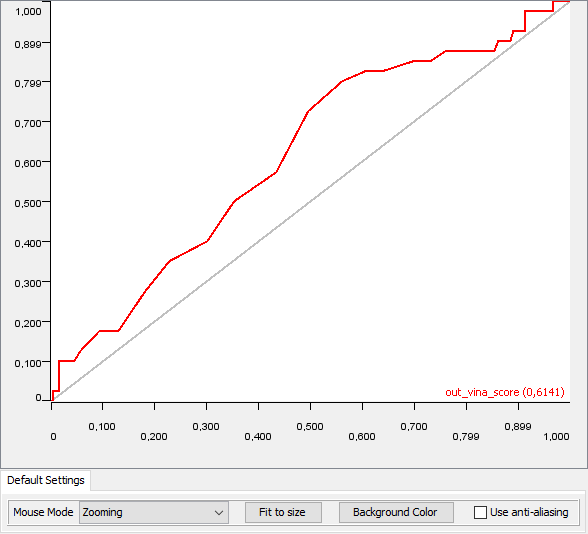 1,000
0,899
0,799
0,700
0,600
0,500
0,400
0,300
0,200
0,100
0
out_vina_score (0,6141)
0 0,100 0,200 0,300 0,400 0,500 0,600 0,700 0,799 0,899 1,000
Default Settings
Mouse Mode Zooming Fit to size Background Color Use anti-aliasing